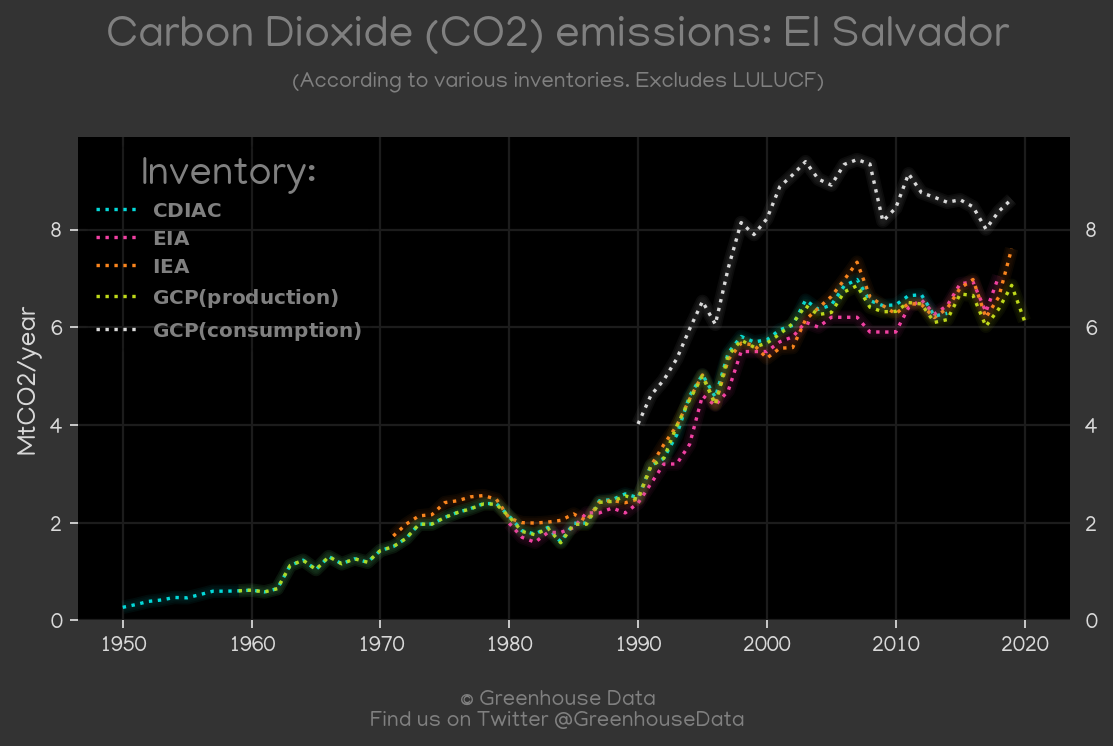 Carbon Dioxide (CO2) emissions: El Salvador
(According to various inventories. Excludes LULUCF)
Inventory:
CDIAC
EIA
IEA
GCP(production)
GCP(consumption)
MtCO2/year
8
6
4
2
0
8
6
4
2
0
1950 1960 1970 1980 1990 2000 2010 2020
© Greenhouse Data
Find us on Twitter @GreenhouseData